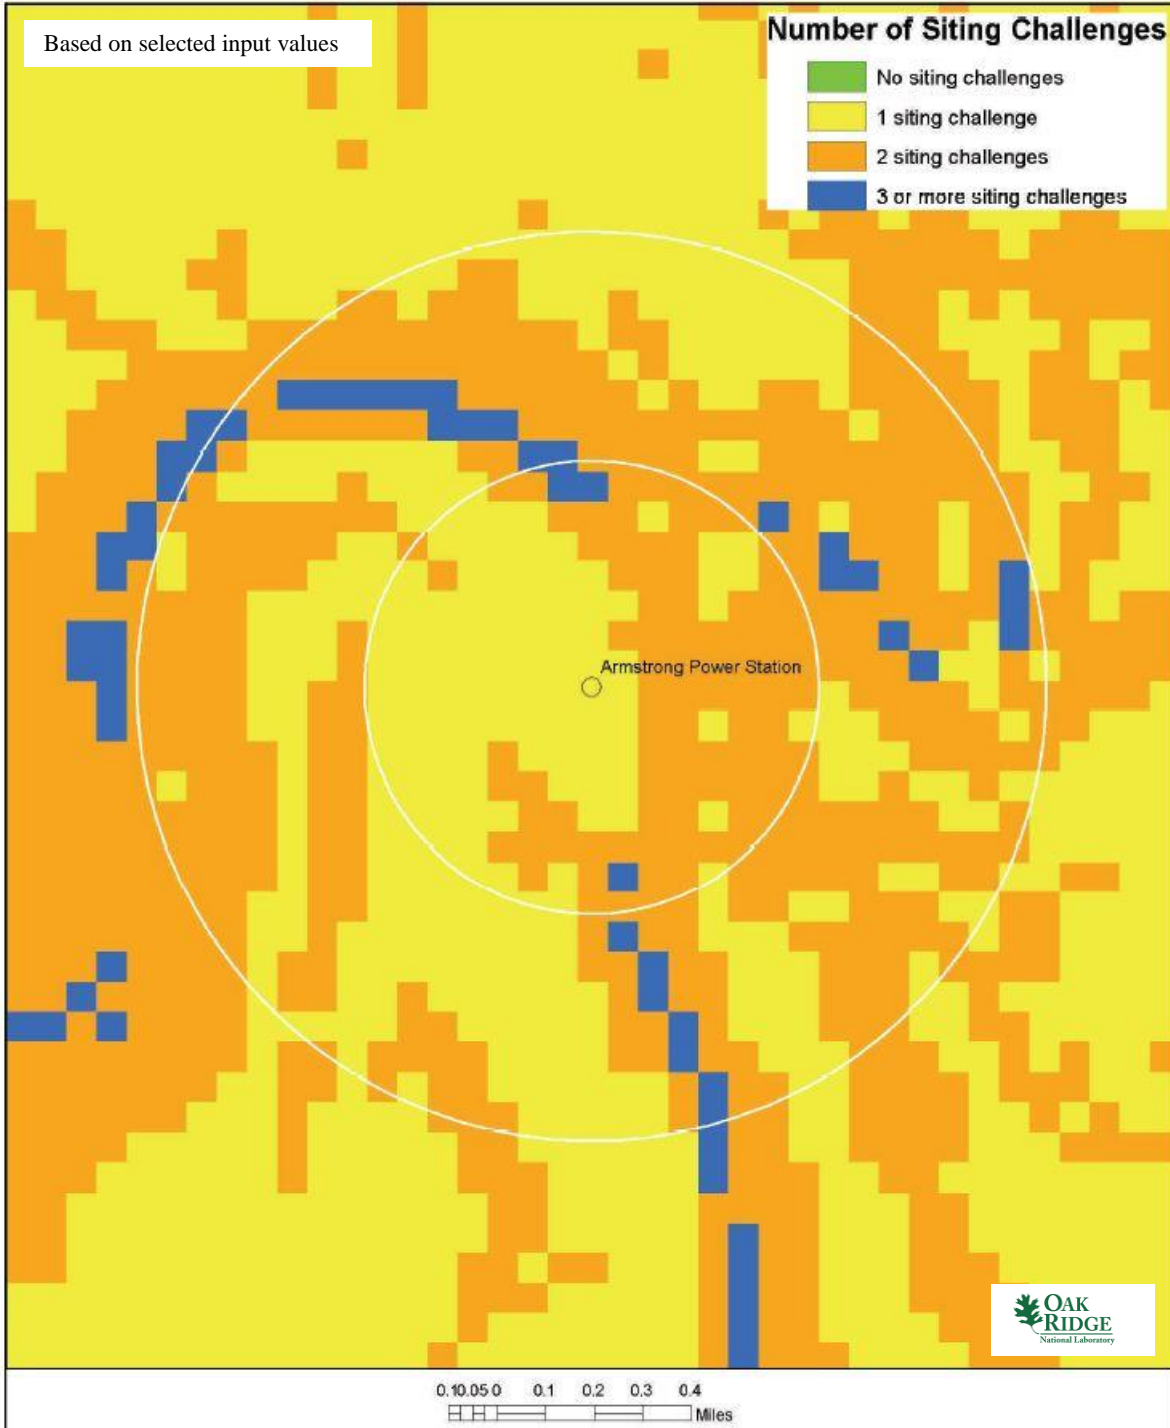 Based on selected input values
Number of Siting Challenges
No siting challenges
1 siting challenge
2 siting challenges
3 or more siting challenges
Armstrong Power Station
OAK
RIDGE
National Laboratory
0.10.05 0 0.1 0.2 0.3 0.4
Miles